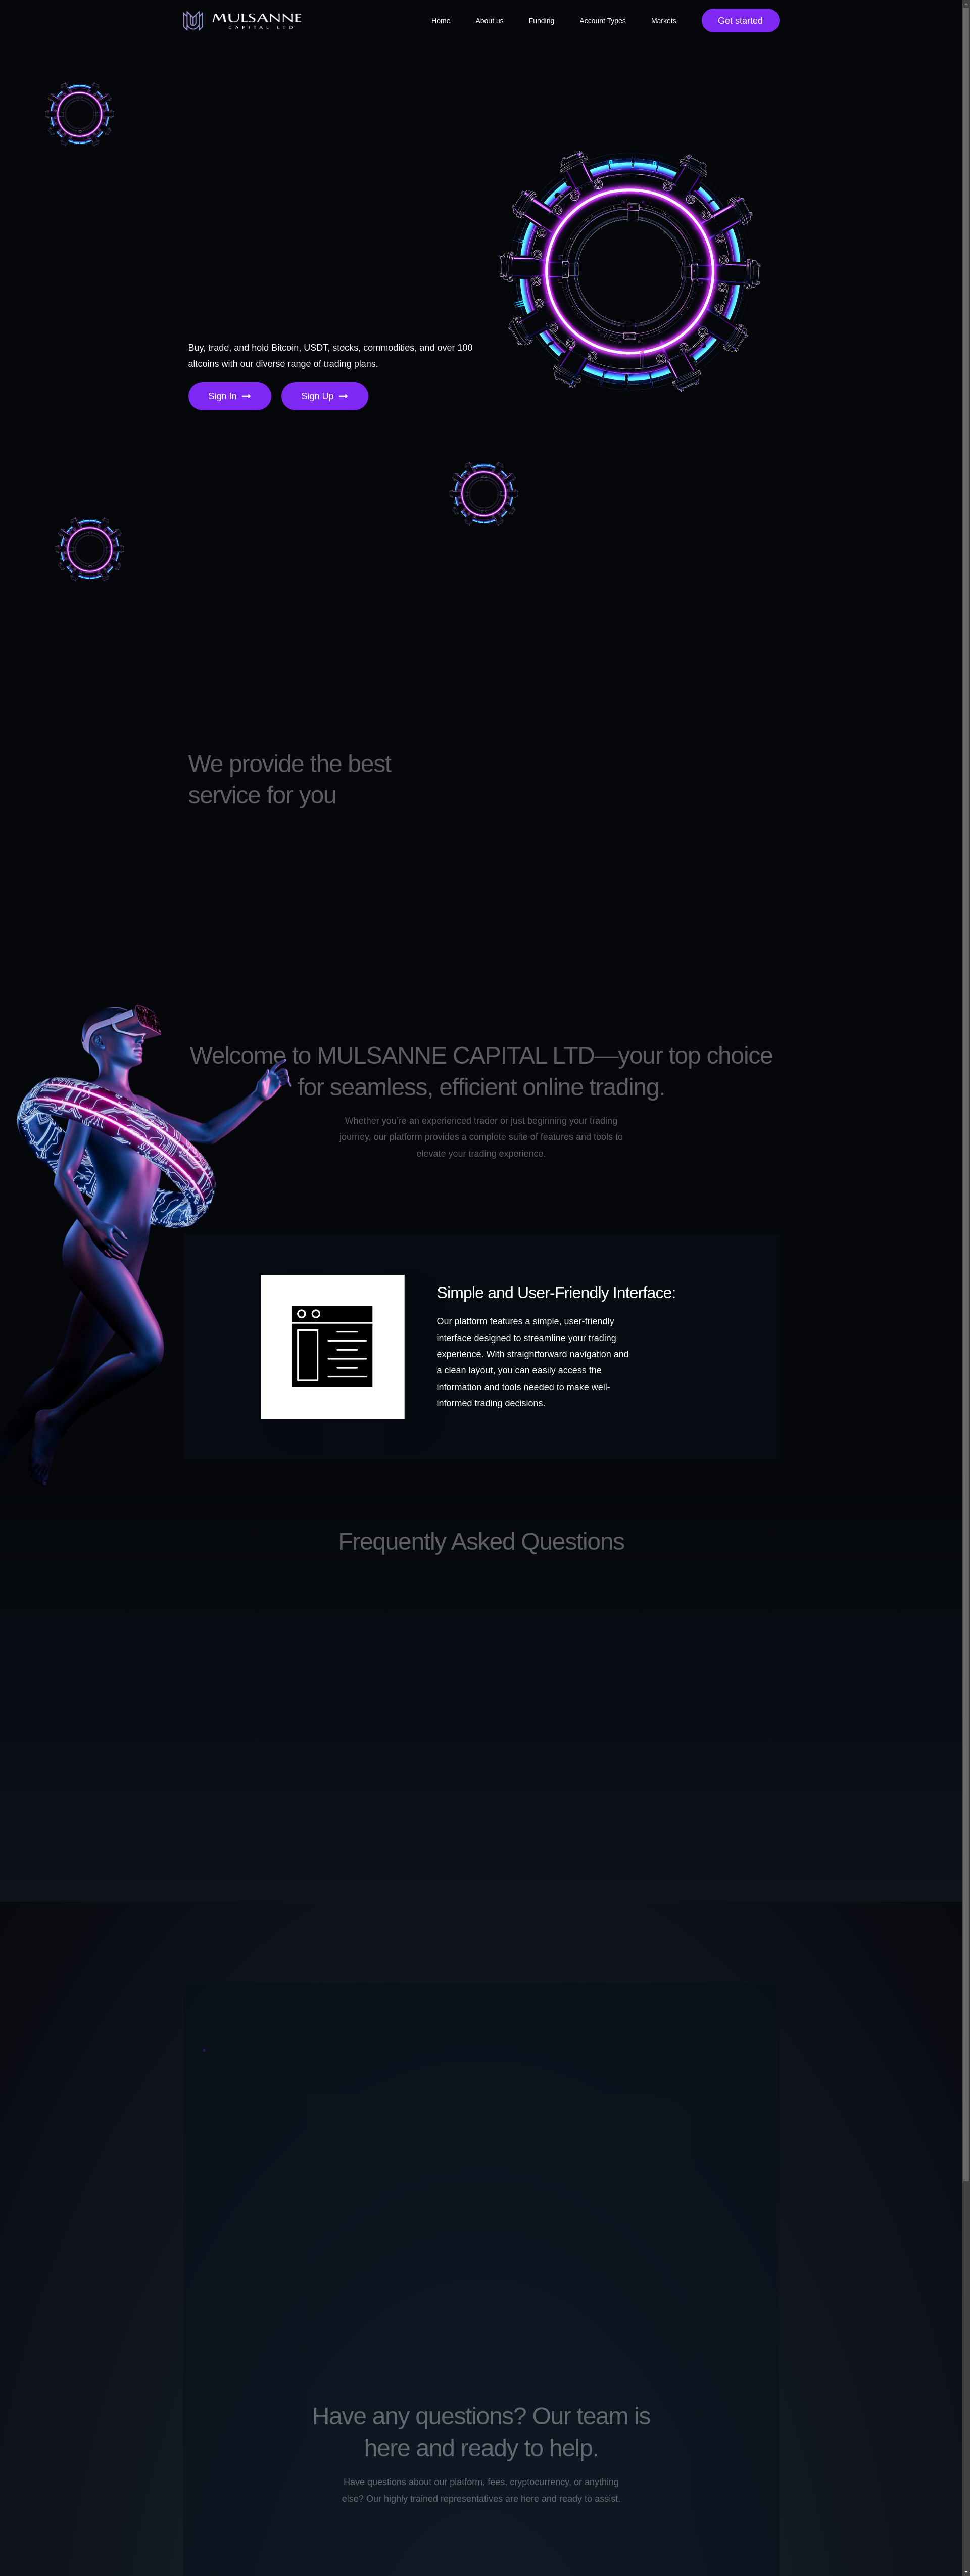 MULSANNE
CAPITAL LTD
Home
About us
Funding
Account Types
Markets
Get started
Buy, trade, and hold Bitcoin, USDT, stocks, commodities, and over 100
altcoins with our diverse range of trading plans.
Sign In
Sign Up
We provide the best
service for you
Welcome to MULSANNE CAPITAL LTD—your top choice
for seamless, efficient online trading.
Whether you're an experienced trader or just beginning your trading
journey, our platform provides a complete suite of features and tools to
elevate your trading experience.
Simple and User-Friendly Interface:
Our platform features a simple, user-friendly
interface designed to streamline your trading
experience. With straightforward navigation and
a clean layout, you can easily access the
information and tools needed to make well-
informed trading decisions.
Frequently Asked Questions
Have any questions? Our team is
here and ready to help.
Have questions about our platform, fees, cryptocurrency, or anything
else? Our highly trained representatives are here and ready to assist.